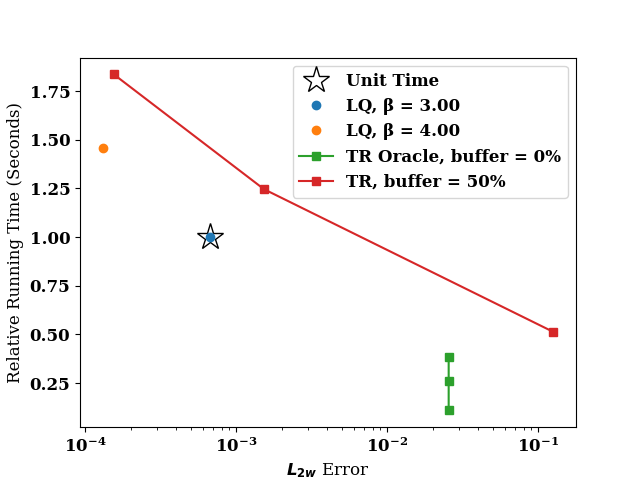 Unit Time
LQ, β = 3.00
LQ, β = 4.00
TR Oracle, buffer = 0%
TR, buffer = 50%
Relative Running Time (Seconds)
1.75
1.50
1.25
1.00
0.75
0.50
0.25
10⁻⁴ 10⁻³ 10⁻² 10⁻¹
L₂w Error